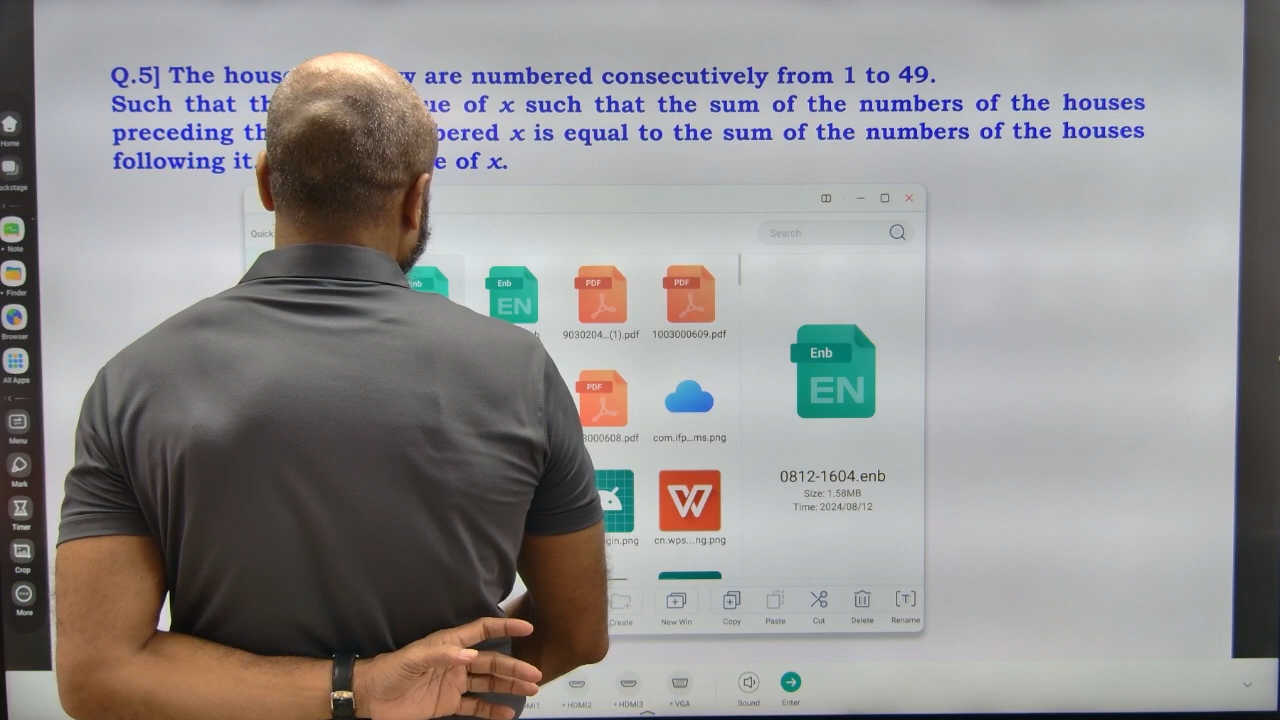 Q.5] The hous w are numbered consecutively from 1 to 49.
Such that th ue of x such that the sum of the numbers of the houses
preceding th bered x is equal to the sum of the numbers of the houses
following it e of x.
Home
ackstage
• Note
• Finder
Browser
All Apps
Menu
Mark
Timer
Crop
More
Quick
Search
Enb
Enb
EN
PDF
PDF
9030204...(1).pdf
1003000609.pdf
Enb
EN
PDF
3000608.pdf
com.ifp...ms.png
0812-1604.enb
Size: 1.58MB
Time: 2024/08/12
gin.png
cn.wps...ng.png
Create
New Win
Copy
Paste
Cut
Delete
Rename
MI1
• HDMI2
• HDMI3
• VGA
Sound
Enter